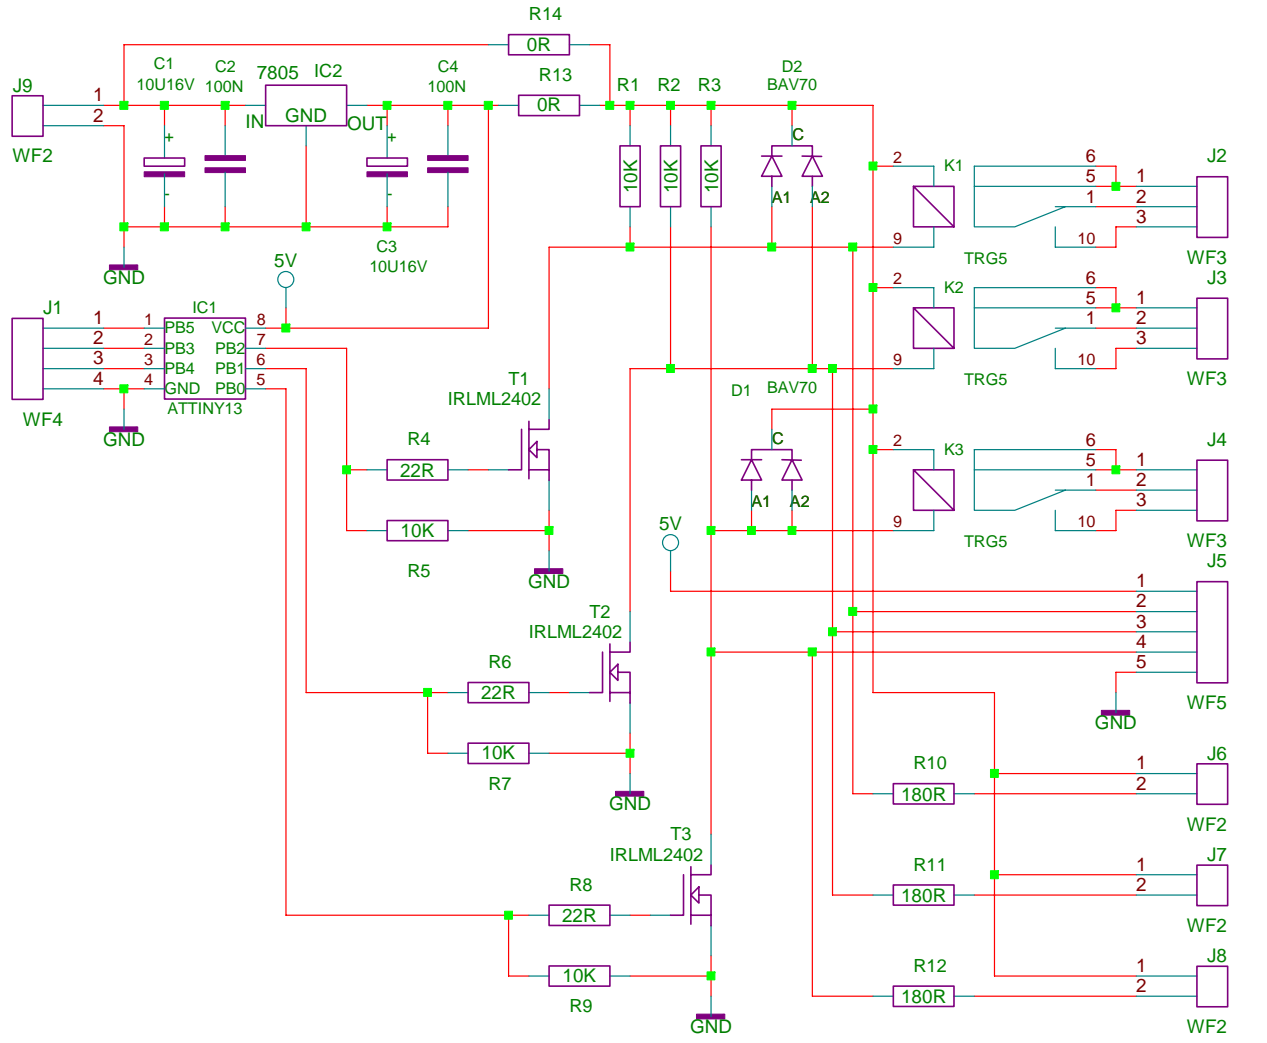 R14
0R
J9
1
2
WF2
C1
10U16V
C2
100N
7805
IC2
IN
GND
OUT
C4
100N
R13
0R
R1
10K
R2
10K
R3
10K
D2
BAV70
C
A1
A2
+
-
+
-
C3
10U16V
GND
5V
J1
1
2
3
4
WF4
IC1
1
2
3
4
PB5
PB3
PB4
GND
VCC
PB2
PB1
PB0
8
7
6
5
ATTINY13
GND
2
9
K1
TRG5
6
5
1
10
J2
1
2
3
WF3
2
9
K2
TRG5
6
5
1
10
J3
1
2
3
WF3
D1
BAV70
C
A1
A2
2
9
K3
TRG5
6
5
1
10
J4
1
2
3
WF3
T1
IRLML2402
R4
22R
10K
R5
GND
5V
J5
1
2
3
4
5
WF5
GND
T2
IRLML2402
R6
22R
10K
R7
GND
R10
180R
J6
1
2
WF2
T3
IRLML2402
R8
22R
10K
R9
GND
R11
180R
J7
1
2
WF2
R12
180R
J8
1
2
WF2